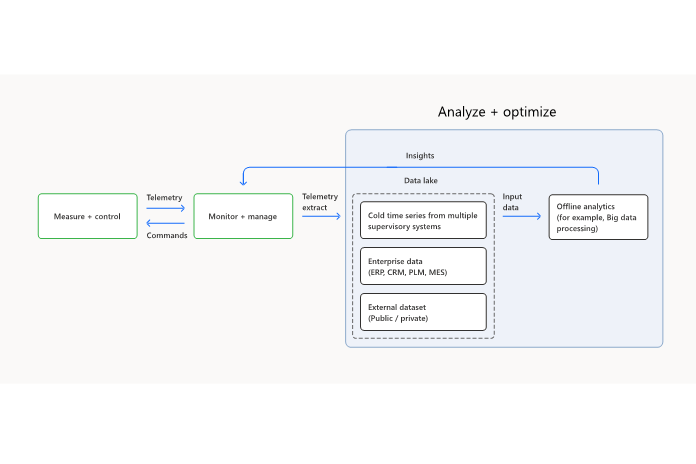 Analyze + optimize
Insights
Data lake
Telemetry
Commands
Measure + control
Monitor + manage
Telemetry
extract
Cold time series from multiple
supervisory systems
Enterprise data
(ERP, CRM, PLM, MES)
External dataset
(Public / private)
Input
data
Offline analytics
(for example, Big data
processing)